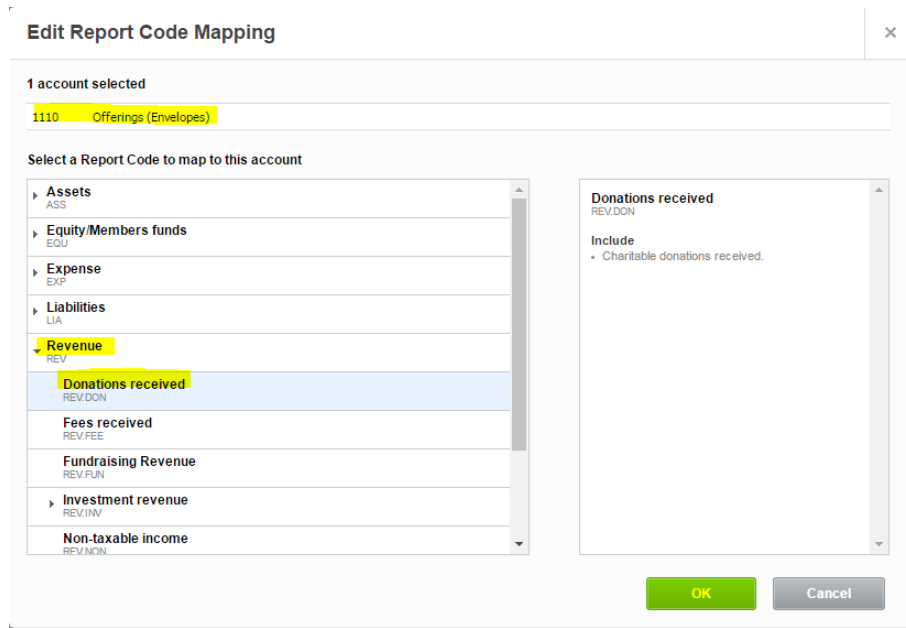 Edit Report Code Mapping
1 account selected
1110 Offerings (Envelopes)
Select a Report Code to map to this account
Assets
ASS
Equity/Members funds
EQU
Expense
EXP
Liabilities
LIA
Revenue
REV
Donations received
REV.DON
Fees received
REV.FEE
Fundraising Revenue
REV.FUN
Investment revenue
REV.INV
Non-taxable income
REV.NON
Donations received
REV.DON
Include
• Charitable donations received.
OK
Cancel